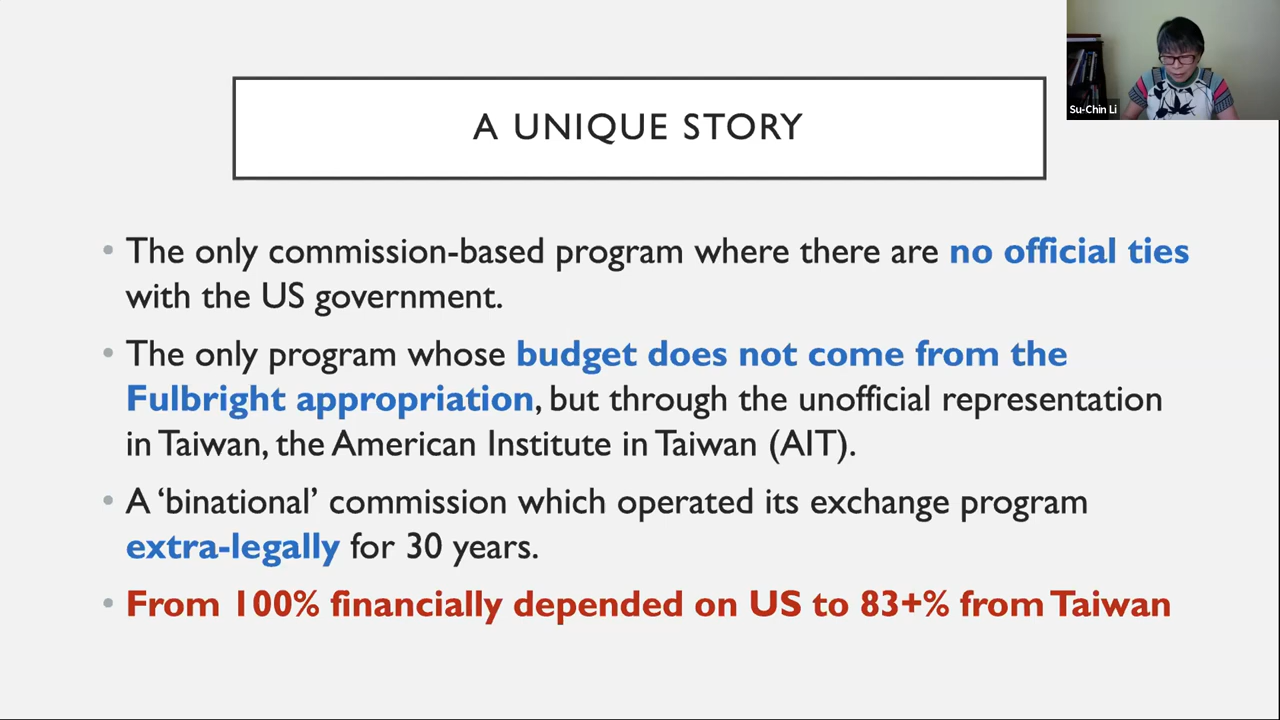 Su-Chin Li
A UNIQUE STORY
• The only commission-based program where there are no official ties
with the US government.
• The only program whose budget does not come from the
Fulbright appropriation, but through the unofficial representation
in Taiwan, the American Institute in Taiwan (AIT).
• A ‘binational’ commission which operated its exchange program
extra-legally for 30 years.
• From 100% financially depended on US to 83+% from Taiwan